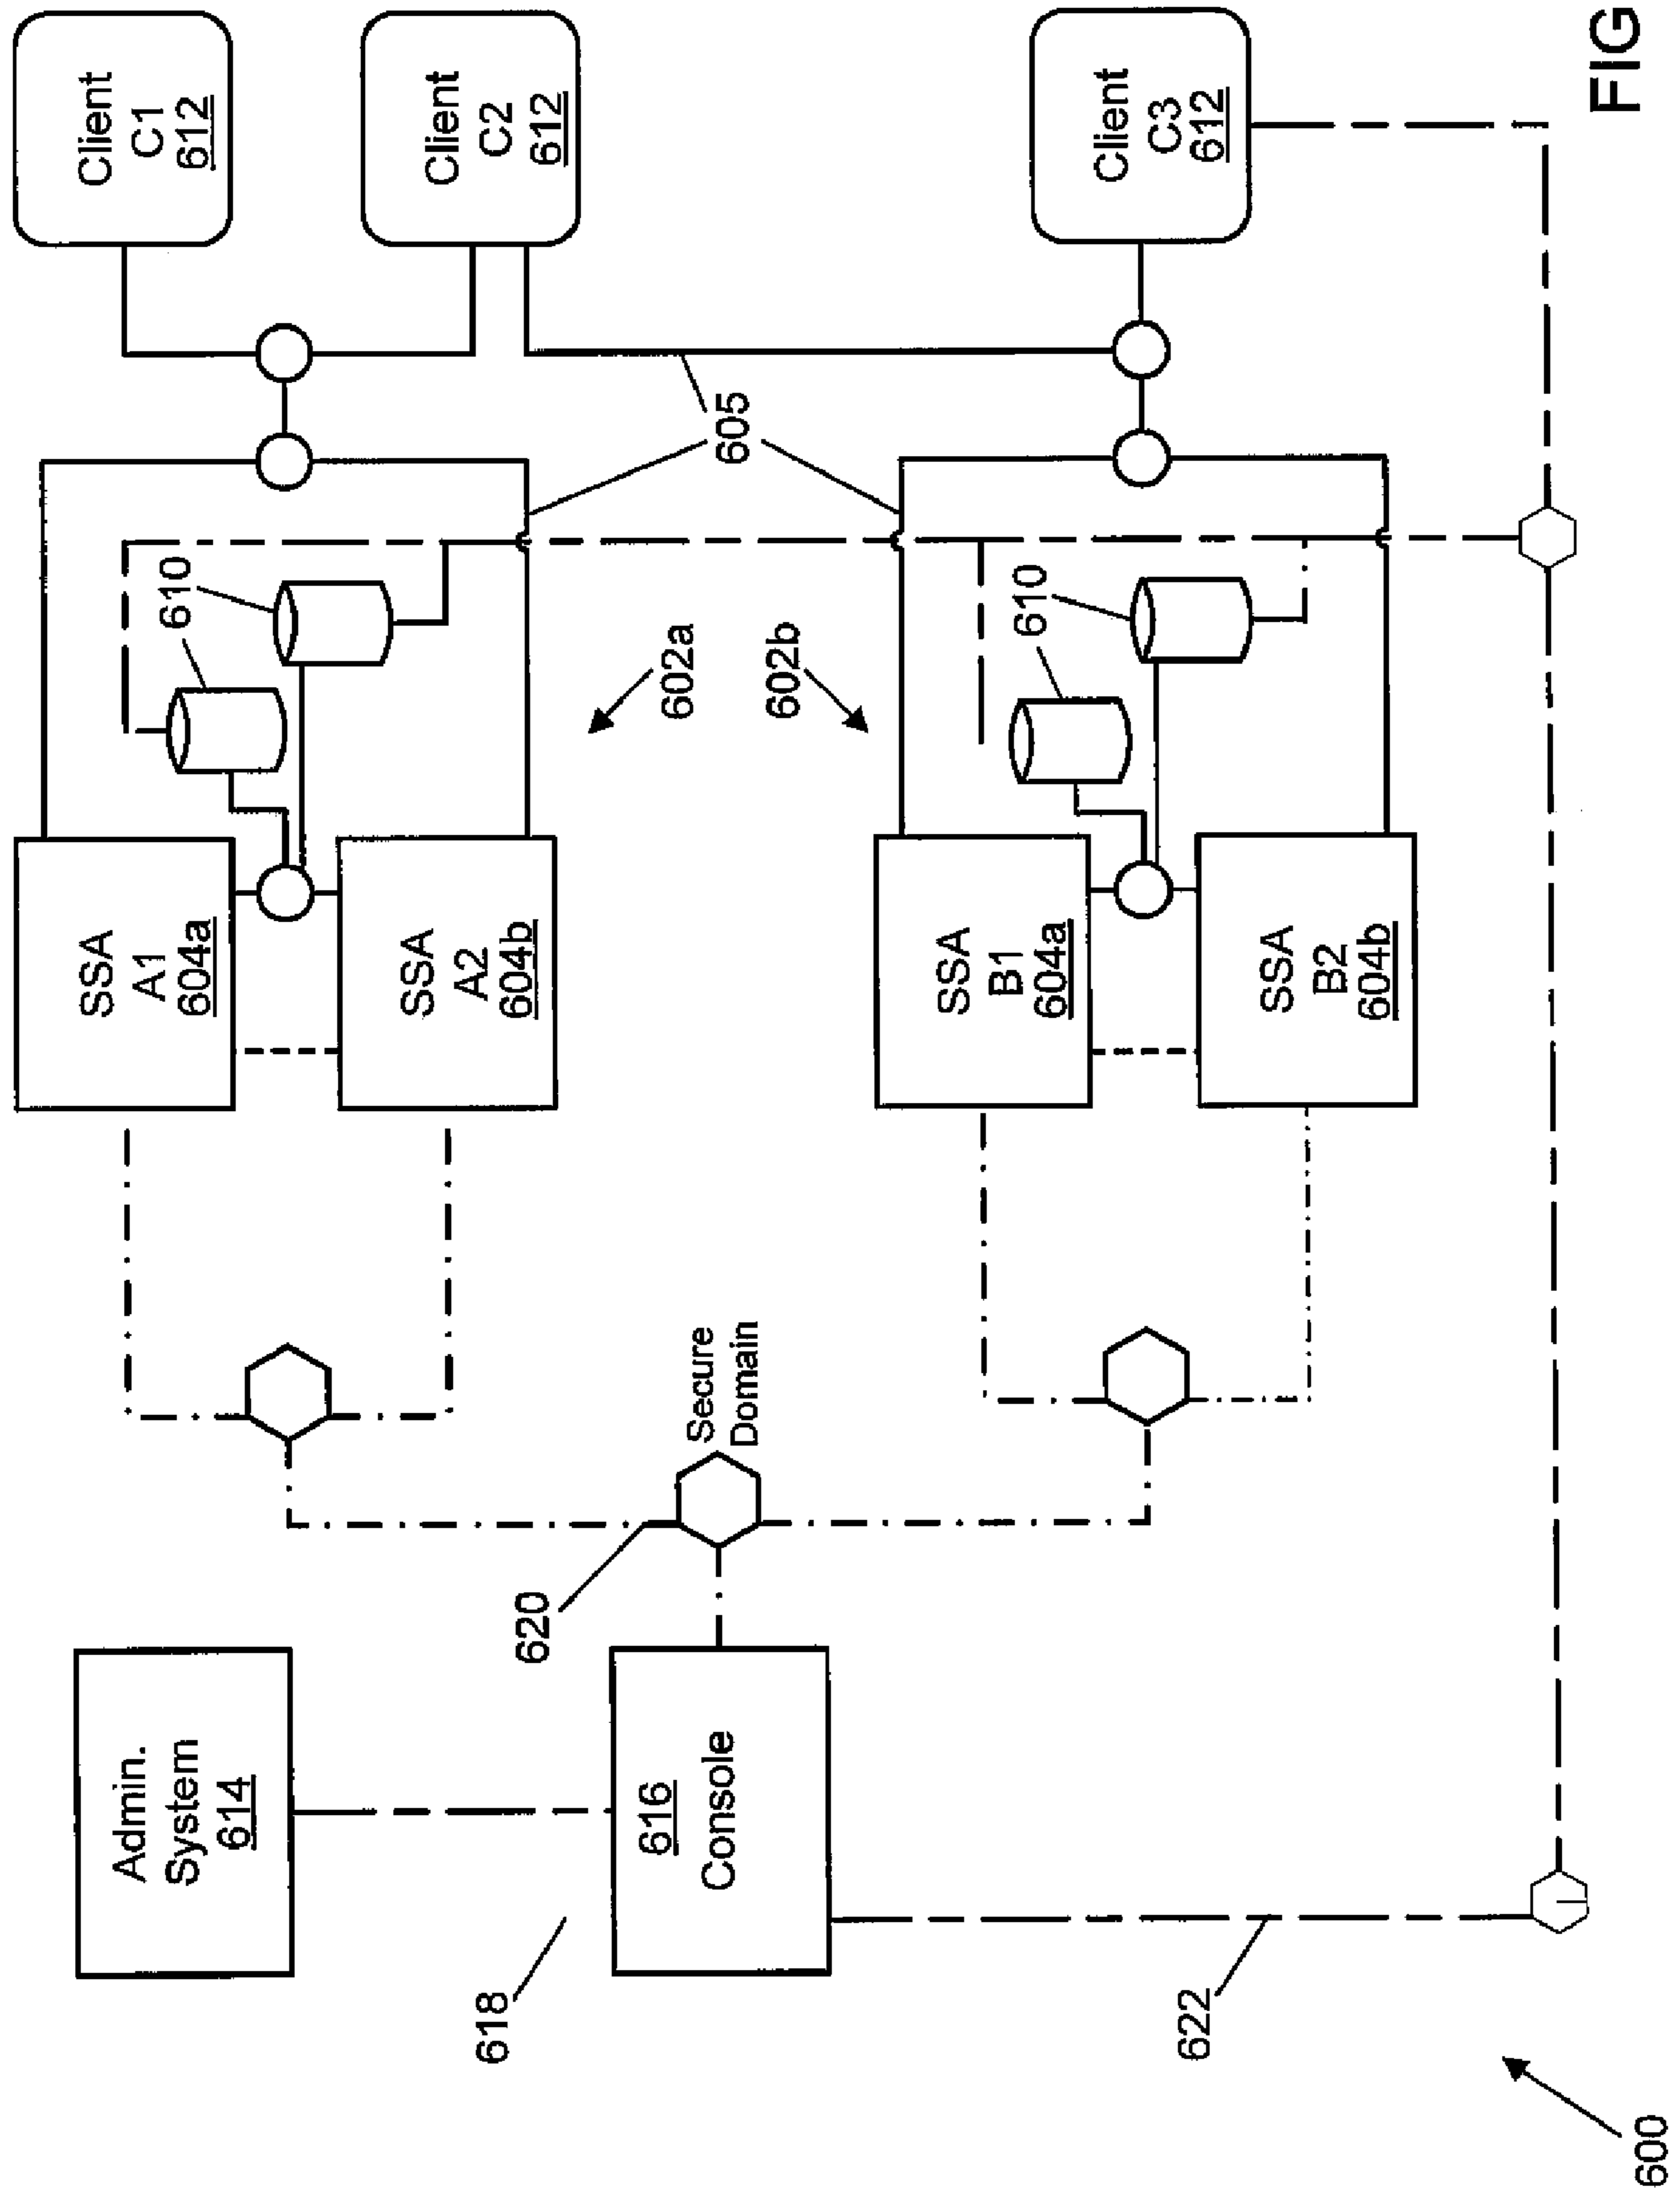 600
Admin.
System
614
618
616
Console
622
620
Secure
Domain
SSA
A1
604a
SSA
A2
604b
SSA
B1
604a
SSA
B2
604b
602a
602b
610
610
605
Client
C1
612
Client
C2
612
Client
C3
612
FIG